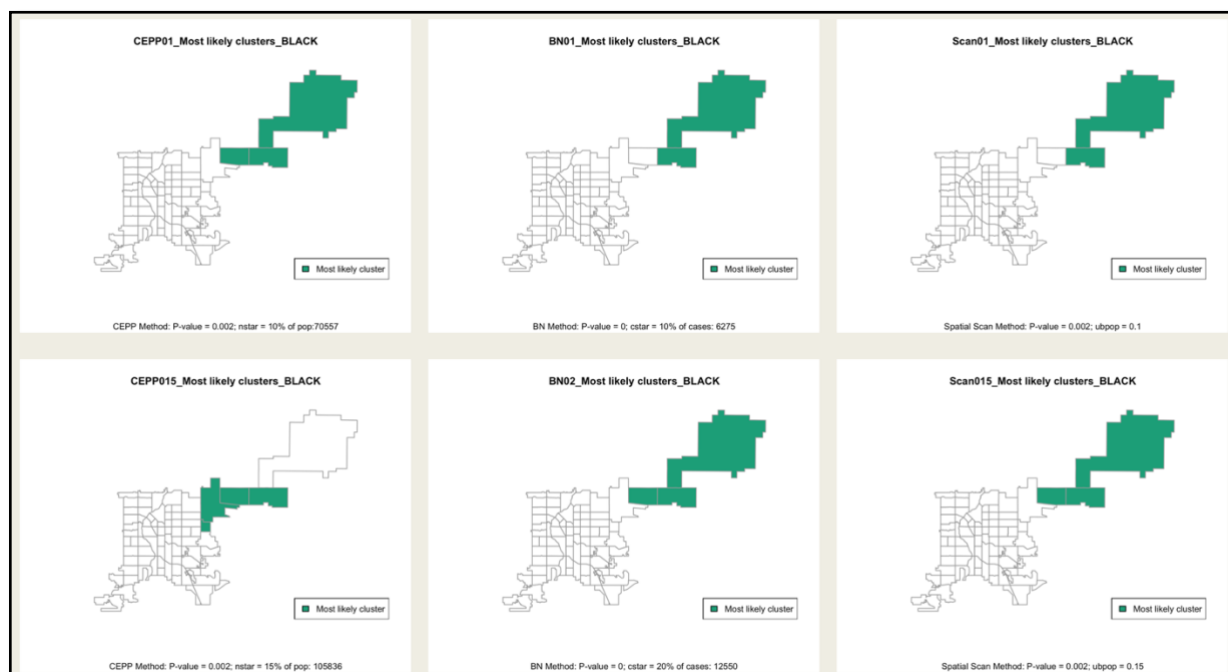 CEPP01_Most likely clusters_BLACK
Most likely cluster
CEPP Method: P-value = 0.002; nstar = 10% of pop:70557
BN01_Most likely clusters_BLACK
Most likely cluster
BN Method: P-value = 0; cstar = 10% of cases: 6275
Scan01_Most likely clusters_BLACK
Most likely cluster
Spatial Scan Method: P-value = 0.002; ubpop = 0.1
CEPP015_Most likely clusters_BLACK
Most likely cluster
CEPP Method: P-value = 0.002; nstar = 15% of pop: 105836
BN02_Most likely clusters_BLACK
Most likely cluster
BN Method: P-value = 0; cstar = 20% of cases: 12550
Scan015_Most likely clusters_BLACK
Most likely cluster
Spatial Scan Method: P-value = 0.002; ubpop = 0.15